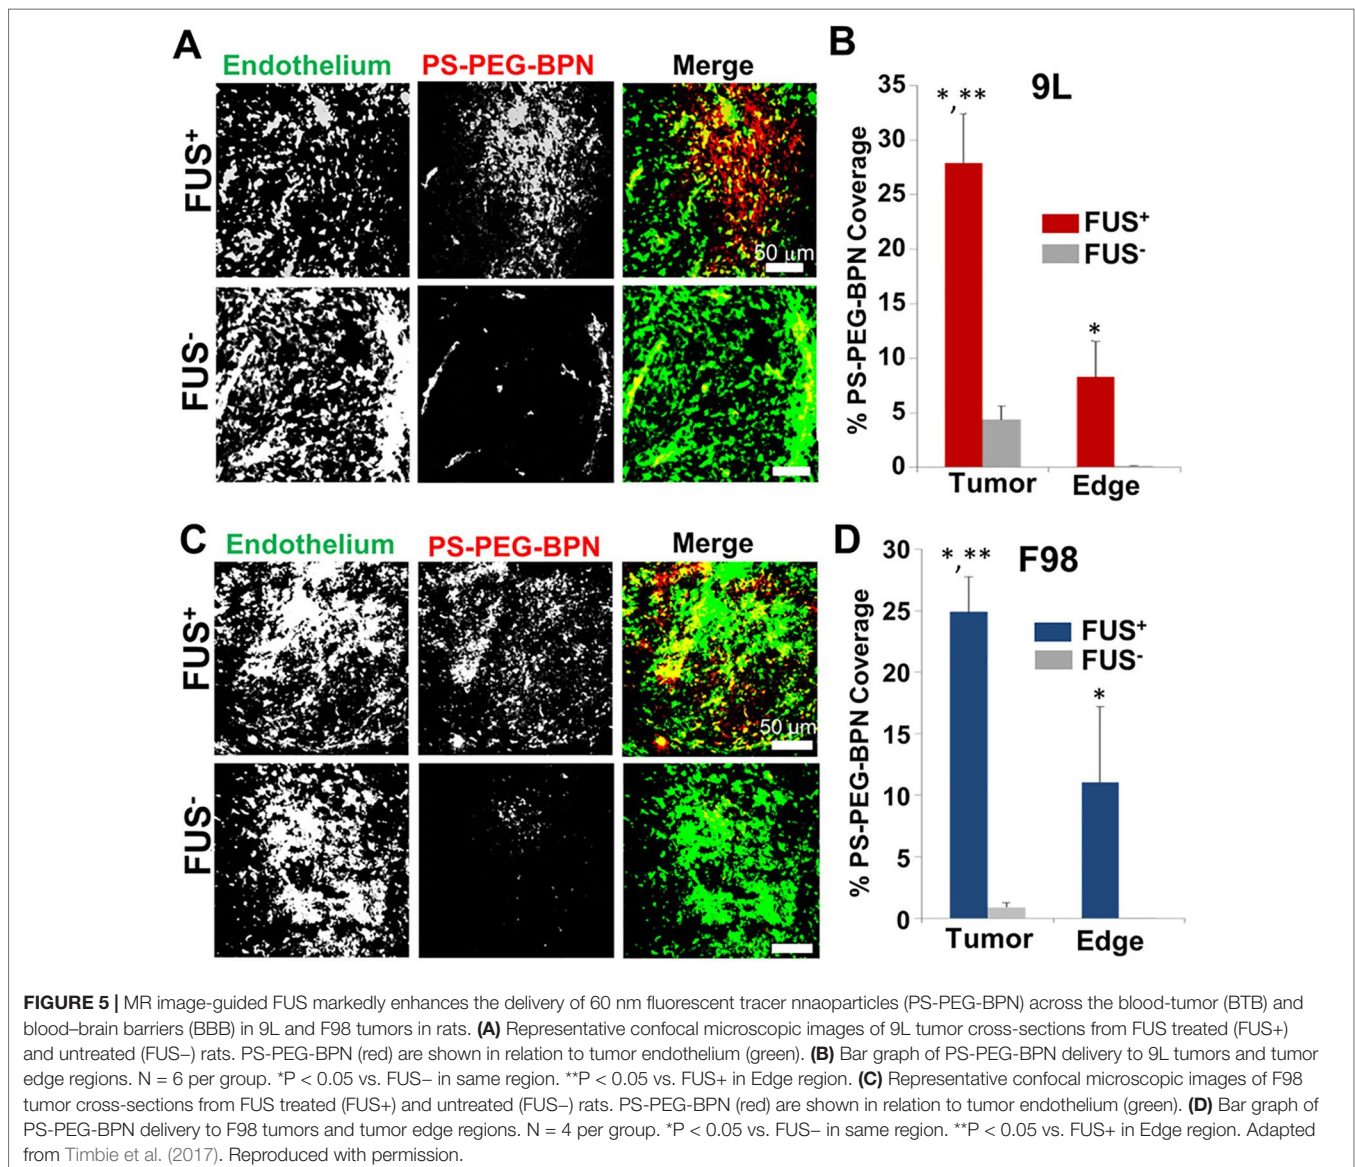 A
Endothelium PS-PEG-BPN Merge
FUS+
50 μm
FUS-
B
9L
% PS-PEG-BPN Coverage
35
30
25
20
15
10
5
0
*,**
*
FUS+
FUS-
Tumor Edge
C
Endothelium PS-PEG-BPN Merge
FUS+
50 μm
FUS-
D
F98
% PS-PEG-BPN Coverage
30
25
20
15
10
5
0
*,**
*
FUS+
FUS-
Tumor Edge
FIGURE 5 | MR image-guided FUS markedly enhances the delivery of 60 nm fluorescent tracer nnaoparticles (PS-PEG-BPN) across the blood-tumor (BTB) and
blood–brain barriers (BBB) in 9L and F98 tumors in rats. (A) Representative confocal microscopic images of 9L tumor cross-sections from FUS treated (FUS+)
and untreated (FUS−) rats. PS-PEG-BPN (red) are shown in relation to tumor endothelium (green). (B) Bar graph of PS-PEG-BPN delivery to 9L tumors and tumor
edge regions. N = 6 per group. *P < 0.05 vs. FUS− in same region. **P < 0.05 vs. FUS+ in Edge region. (C) Representative confocal microscopic images of F98
tumor cross-sections from FUS treated (FUS+) and untreated (FUS−) rats. PS-PEG-BPN (red) are shown in relation to tumor endothelium (green). (D) Bar graph of
PS-PEG-BPN delivery to F98 tumors and tumor edge regions. N = 4 per group. *P < 0.05 vs. FUS− in same region. **P < 0.05 vs. FUS+ in Edge region. Adapted
from Timbie et al. (2017). Reproduced with permission.